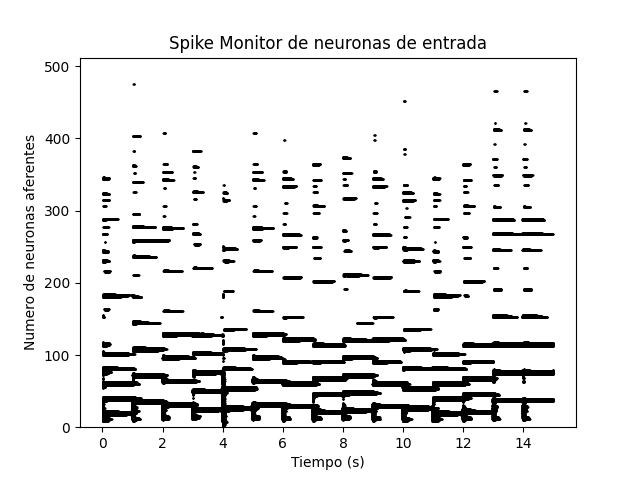 Spike Monitor de neuronas de entrada
500
400
300
200
100
0
Numero de neuronas aferentes
0 2 4 6 8 10 12 14
Tiempo (s)